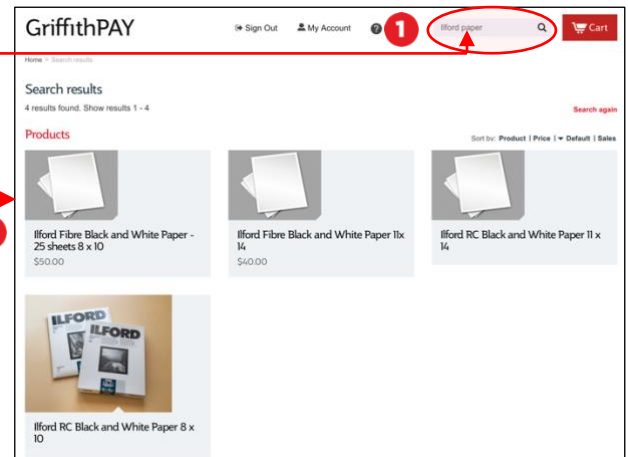 GriffithPAY
Sign Out My Account ? 1 Ilford paper Cart
Home > Search results
Search results
4 results found. Show results 1 - 4
Search again
Products
Sort by: Product | Price | Default | Sales
Ilford Fibre Black and White Paper -
25 sheets 8 x 10
$50.00
Ilford Fibre Black and White Paper 11x
14
$40.00
Ilford RC Black and White Paper 11 x
14
ILFORD
ILFORD
Ilford RC Black and White Paper 8 x
10